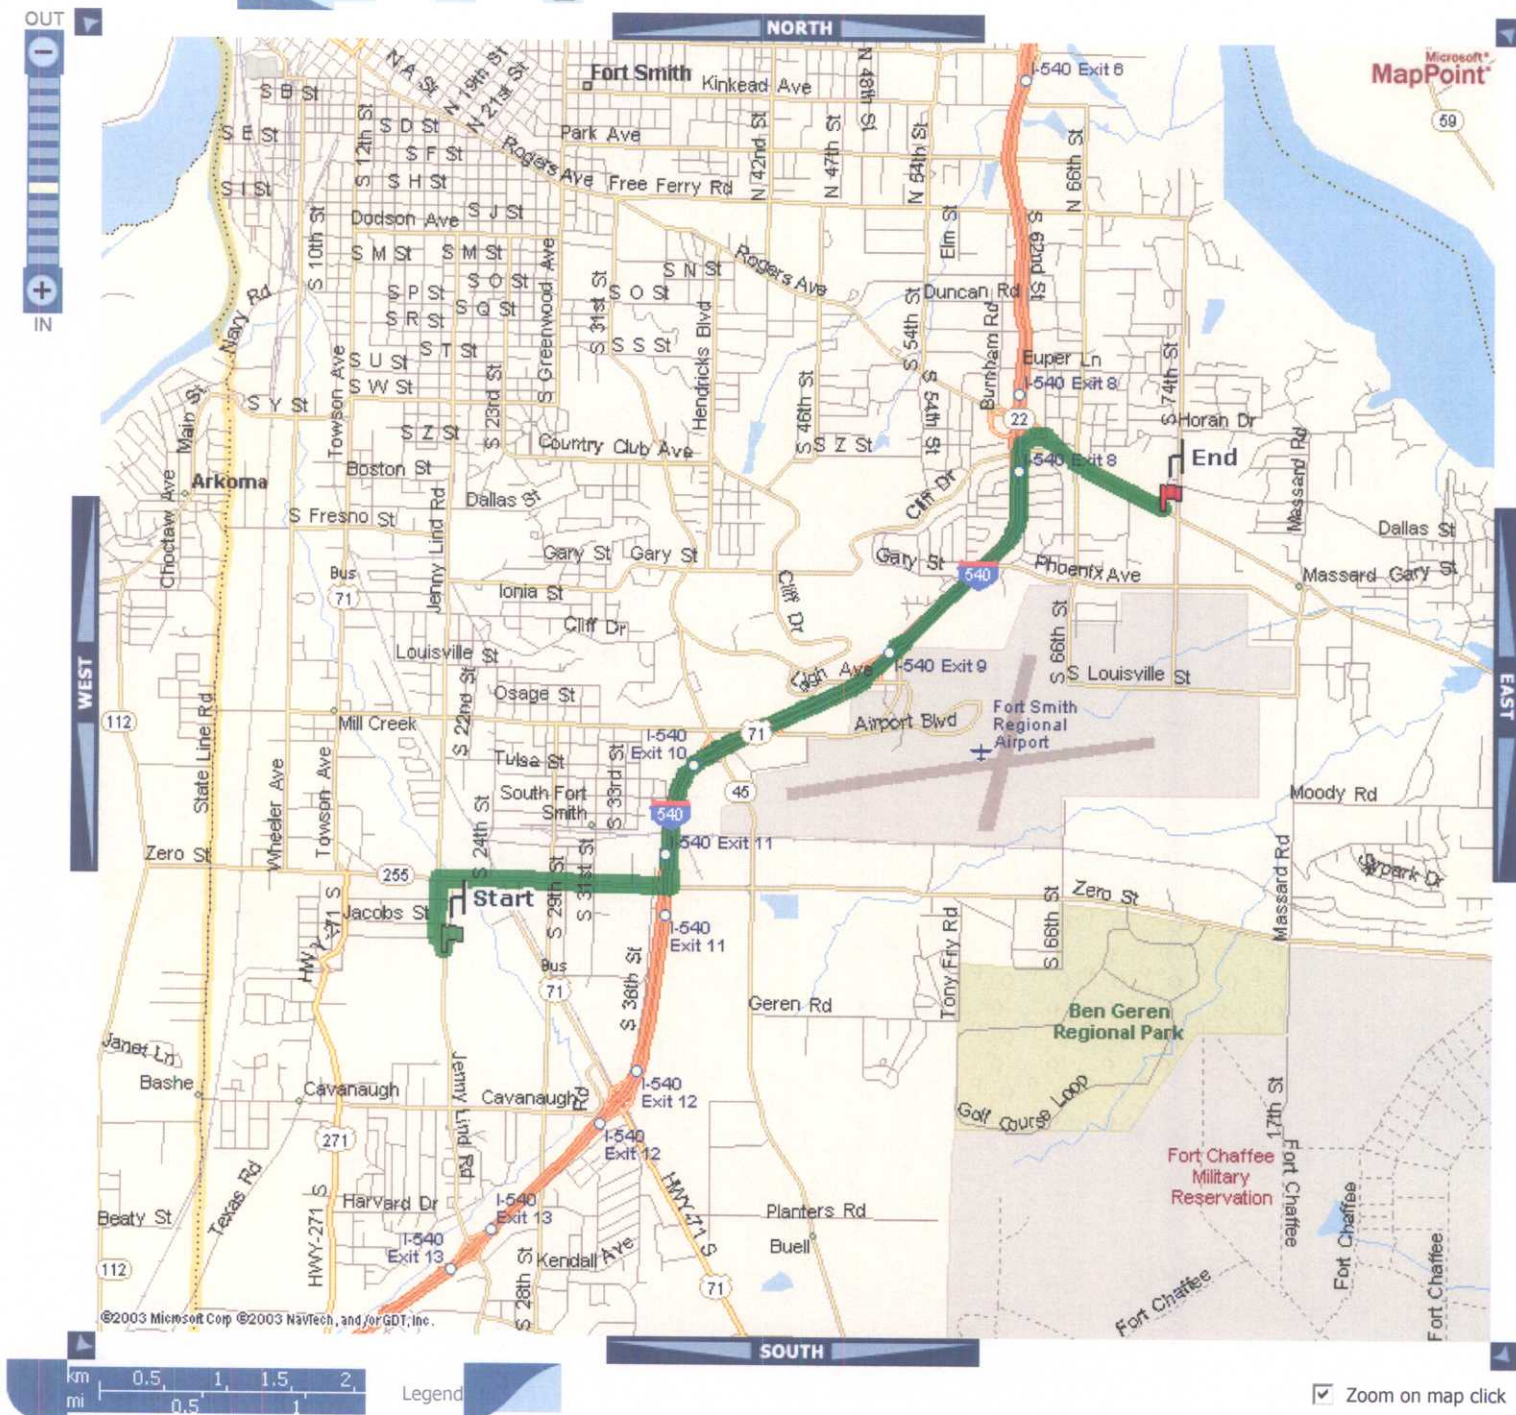 OUT
NORTH
I-540 Exit 6
Microsoft®
MapPoint®
Fort Smith
Kinkead Ave
N A St
N 19th St
N 21st St
N 48th St
S B St
59
S E St
S 12th St
S D St
Park Ave
N 42nd St
N 47th St
N 54th St
N 66th St
S F St
Rogers Ave
S I St
S H St
Free Ferry Rd
Dodson Ave
S J St
S 10th St
Elm St
S 62nd St
S M St
S M St
S Greenwood Ave
S N St
Rogers Ave
S O St
S P St
S 31st St
S O St
Duncan Rd
Navy Rd
S Q St
S R St
Hendricks Blvd
S 54th St
Burnham Rd
IN
S T St
S S St
S U St
Euper Ln
S 74th St
Towson Ave
S W St
S 23rd St
I-540 Exit 8
Main St
S Y St
S 46th St
S 54th St
22
Horan Dr
S Z St
Country Club Ave
S Z St
Massard Rd
Boston St
I-540 Exit 8
End
Arkoma
Choctaw Ave
Dallas St
Cliff Dr
S Fresno St
Jenny Lind Rd
Dallas St
Gary St
Gary St
Gary St
Bus
71
540
Phoenix Ave
Massard
Gary St
Ionia St
Cliff Dr
Cliff Dr
S 66th St
Louisville St
I-540 Exit 9
S Louisville St
WEST
EAST
Leigh Ave
Osage St
S 22nd St
Fort Smith
Regional
Airport
112
State Line Rd
Mill Creek
Airport Blvd
71
I-540
Exit 10
Tulsa St
S 33rd St
45
South Fort
Smith
Moody Rd
Wheeler Ave
Towson Ave
S 24th St
540
I-540 Exit 11
Zero St
255
S 29th St
S 31st St
Massard Rd
Zero St
Start
Jacobs St
S 66th St
HWY-271 S
I-540
Exit 11
Tony Fry Rd
Bus
71
S 36th St
Geren Rd
Ben Geren
Regional Park
Janet Ln
Bashe
Cavanaugh
Jenny Lind Rd
Cavanaugh Rd
I-540
Exit 12
Golf Course Loop
17th St
271
I-540
Exit 12
Fort Chaffee
Military
Reservation
Fort Chaffee
Texas Rd
HWY-71 S
Harvard Dr
I-540
Exit 13
Beaty St
Planters Rd
Fort Chaffee
I-540
Exit 13
Buell
HWY-271 S
Kendall Ave
112
S 28th St
71
Fort Chaffee
Fort Chaffee
©2003 Microsoft Corp ©2003 NavTech, and/or GDT, Inc.
SOUTH
km 0.5 1 1.5 2
mi 0.5 1
Legend
Zoom on map click